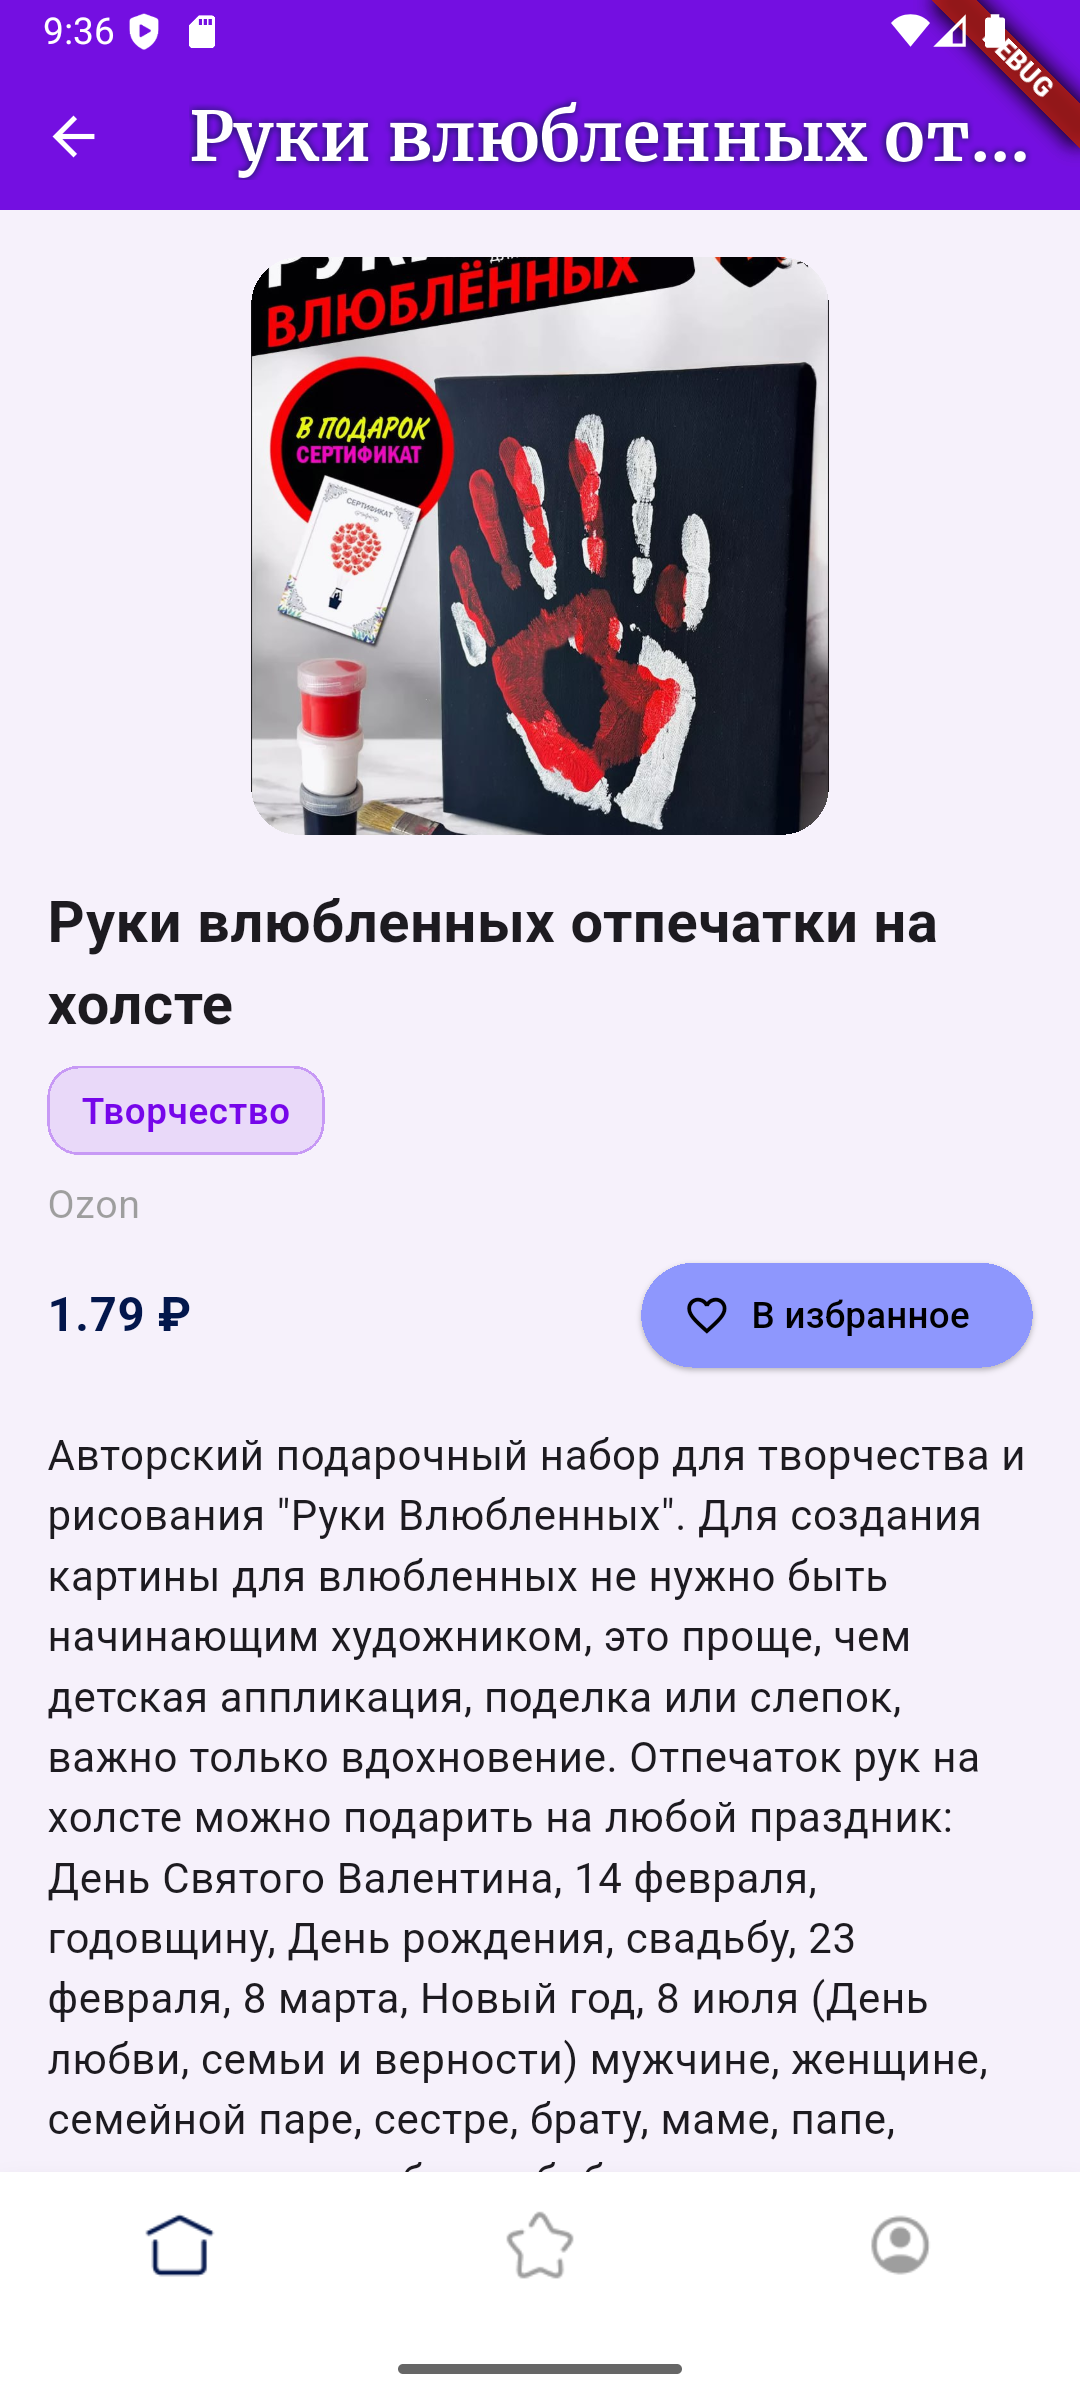 9:36
DEBUG
Руки влюбленных от...
РУКИ
ВЛЮБЛЁННЫХ
В ПОДАРОК
СЕРТИФИКАТ
СЕРТИФИКАТ
Руки влюбленных отпечатки на
холсте
Творчество
Ozon
1.79 ₽
В избранное
Авторский подарочный набор для творчества и
рисования "Руки Влюбленных". Для создания
картины для влюбленных не нужно быть
начинающим художником, это проще, чем
детская аппликация, поделка или слепок,
важно только вдохновение. Отпечаток рук на
холсте можно подарить на любой праздник:
День Святого Валентина, 14 февраля,
годовщину, День рождения, свадьбу, 23
февраля, 8 марта, Новый год, 8 июля (День
любви, семьи и верности) мужчине, женщине,
семейной паре, сестре, брату, маме, папе,